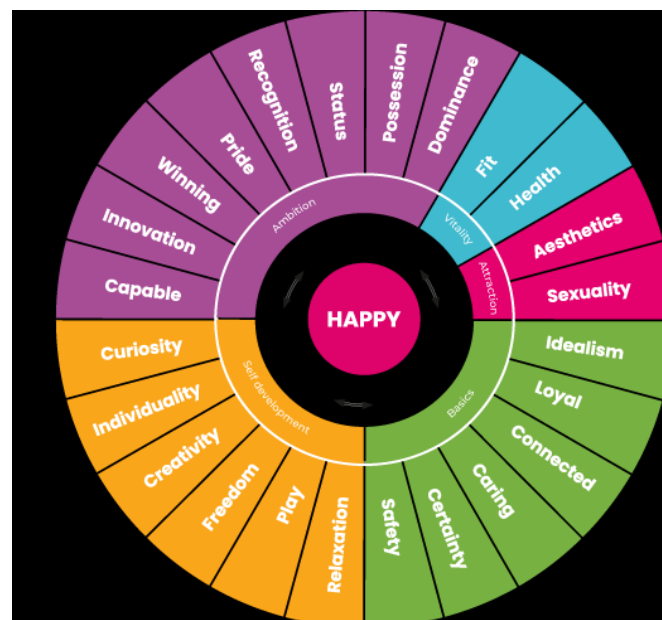 Capable
Innovation
Winning
Pride
Recognition
Status
Possession
Dominance
Fit
Health
Aesthetics
Sexuality
Idealism
Loyal
Connected
Caring
Certainty
Safety
Relaxation
Play
Freedom
Creativity
Individuality
Curiosity
Ambition
Vitality
Attraction
Basics
Self development
HAPPY